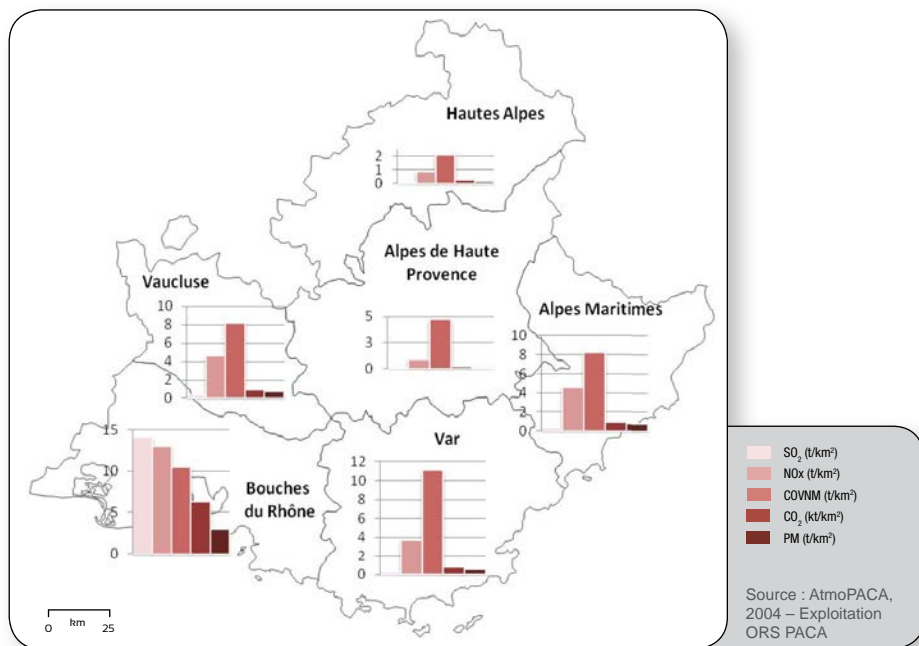 Hautes Alpes
2
1
0
Alpes de Haute
Provence
5
3
0
Vaucluse
10
8
6
4
2
0
Alpes Maritimes
10
8
6
4
2
0
Bouches
du Rhône
15
10
5
0
Var
12
10
8
6
4
2
0
km
0 25
SO₂ (t/km²)
NOx (t/km²)
COVNM (t/km²)
CO₂ (kt/km²)
PM (t/km²)
Source : AtmoPACA,
2004 – Exploitation
ORS PACA